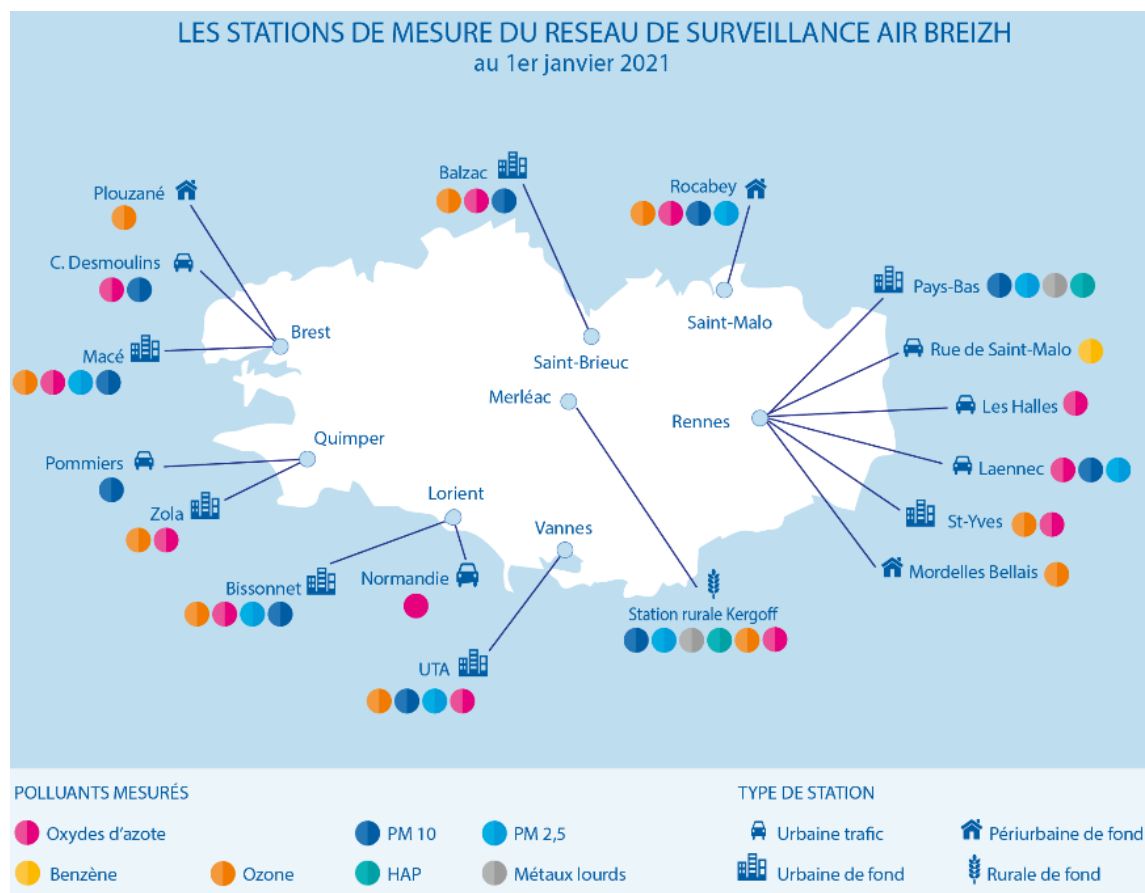 LES STATIONS DE MESURE DU RESEAU DE SURVEILLANCE AIR BREIZH
au 1er janvier 2021
Balzac
Rocabey
Plouzané
C. Desmoulins
Pays-Bas
Saint-Malo
Brest
Rue de Saint-Malo
Macé
Saint-Brieuc
Merléac
Les Halles
Rennes
Quimper
Pommiers
Laennec
Lorient
Zola
St-Yves
Vannes
Mordelles Bellais
Normandie
Bissonnet
Station rurale Kergoff
UTA
POLLUANTS MESURÉS
Oxydes d'azote
PM 10
PM 2,5
Benzène
Ozone
HAP
Métaux lourds
TYPE DE STATION
Urbaine trafic
Périurbaine de fond
Urbaine de fond
Rurale de fond